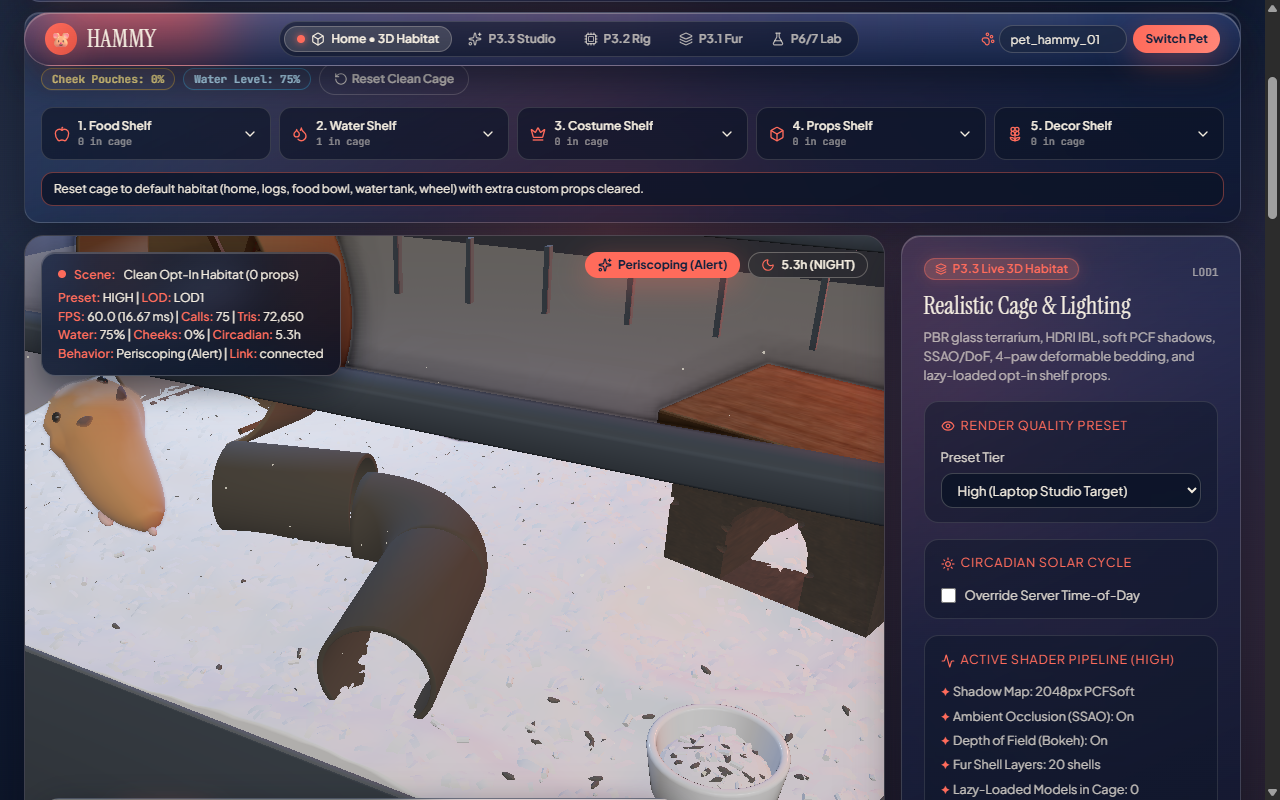 HAMMY
Home • 3D Habitat
P3.3 Studio
P3.2 Rig
P3.1 Fur
P6/7 Lab
pet_hammy_01
Switch Pet
Cheek Pouches: 0%
Water Level: 75%
Reset Clean Cage
1. Food Shelf
0 in cage
2. Water Shelf
1 in cage
3. Costume Shelf
0 in cage
4. Props Shelf
0 in cage
5. Decor Shelf
0 in cage
Reset cage to default habitat (home, logs, food bowl, water tank, wheel) with extra custom props cleared.
Scene: Clean Opt-In Habitat (0 props)
Preset: HIGH | LOD: LOD1
FPS: 60.0 (16.67 ms) | Calls: 75 | Tris: 72,650
Water: 75% | Cheeks: 0% | Circadian: 5.3h
Behavior: Periscoping (Alert) | Link: connected
Periscoping (Alert)
5.3h (NIGHT)
P3.3 Live 3D Habitat
LOD1
Realistic Cage & Lighting
PBR glass terrarium, HDRI IBL, soft PCF shadows,
SSAO/DoF, 4-paw deformable bedding, and
lazy-loaded opt-in shelf props.
RENDER QUALITY PRESET
Preset Tier
High (Laptop Studio Target)
CIRCADIAN SOLAR CYCLE
Override Server Time-of-Day
ACTIVE SHADER PIPELINE (HIGH)
✦ Shadow Map: 2048px PCFSoft
✦ Ambient Occlusion (SSAO): On
✦ Depth of Field (Bokeh): On
✦ Fur Shell Layers: 20 shells
✦ Lazy-Loaded Models in Cage: 0